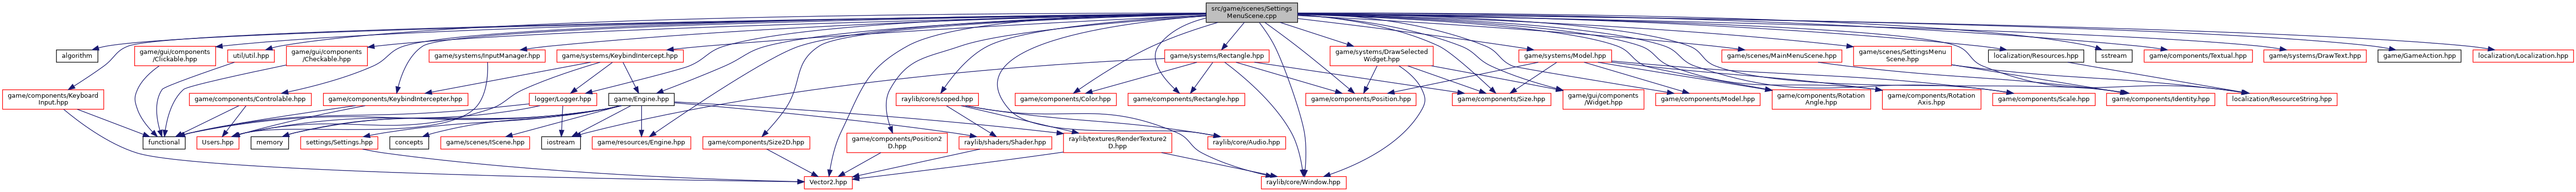 src/game/scenes/Settings
MenuScene.cpp
algorithm
game/gui/components
/Clickable.hpp
util/util.hpp
game/gui/components
/Checkable.hpp
game/systems/InputManager.hpp
game/systems/KeybindIntercept.hpp
game/systems/Rectangle.hpp
game/systems/DrawSelected
Widget.hpp
game/systems/Model.hpp
game/scenes/MainMenuScene.hpp
game/scenes/SettingsMenu
Scene.hpp
localization/Resources.hpp
sstream
game/components/Textual.hpp
game/systems/DrawText.hpp
game/GameAction.hpp
localization/Localization.hpp
game/components/Keyboard
Input.hpp
game/components/Controlable.hpp
game/components/KeybindIntercepter.hpp
logger/Logger.hpp
game/Engine.hpp
raylib/core/scoped.hpp
game/components/Color.hpp
game/components/Rectangle.hpp
game/components/Position.hpp
game/components/Size.hpp
game/gui/components
/Widget.hpp
game/components/Model.hpp
game/components/Rotation
Angle.hpp
game/components/Rotation
Axis.hpp
game/components/Scale.hpp
game/components/Identity.hpp
localization/ResourceString.hpp
functional
Users.hpp
memory
settings/Settings.hpp
concepts
game/scenes/IScene.hpp
iostream
game/resources/Engine.hpp
game/components/Size2D.hpp
game/components/Position2
D.hpp
raylib/shaders/Shader.hpp
raylib/textures/RenderTexture2
D.hpp
raylib/core/Audio.hpp
Vector2.hpp
raylib/core/Window.hpp